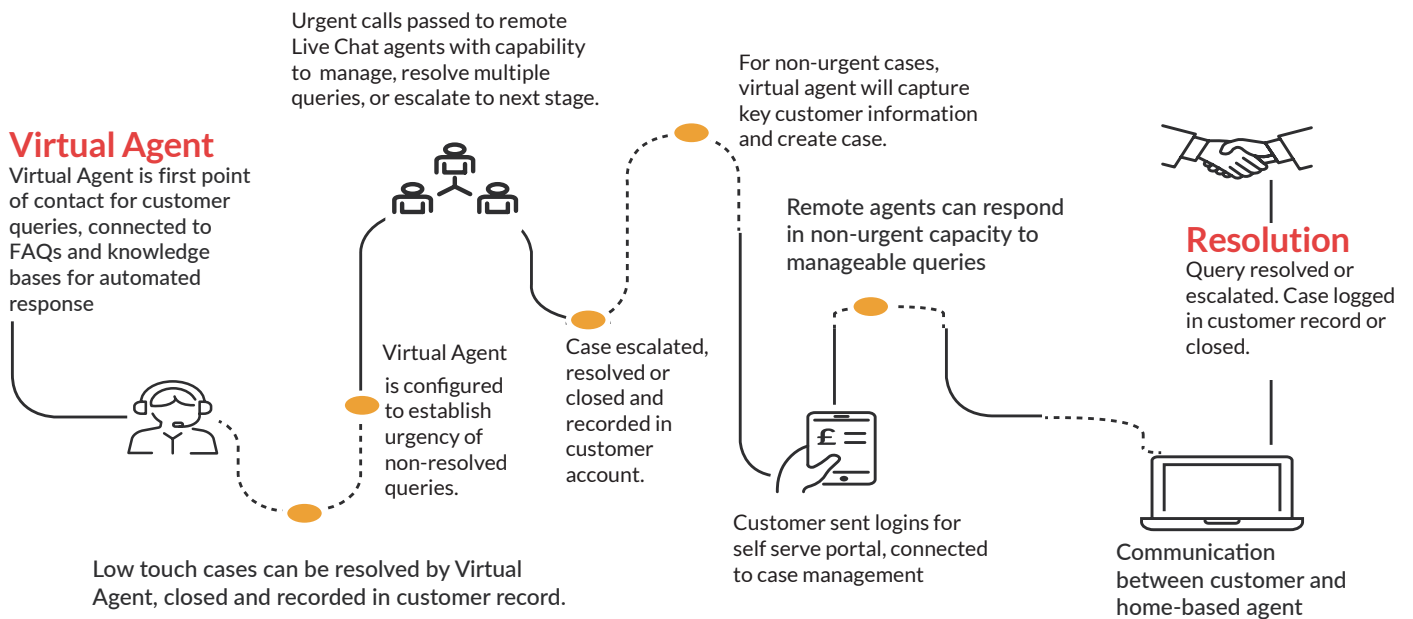 Virtual Agent
Virtual Agent is first point
of contact for customer
queries, connected to
FAQs and knowledge
bases for automated
response
Low touch cases can be resolved by Virtual
Agent, closed and recorded in customer record.
Virtual Agent
is configured
to establish
urgency of
non-resolved
queries.
Urgent calls passed to remote
Live Chat agents with capability
to manage, resolve multiple
queries, or escalate to next stage.
Case escalated,
resolved or
closed and
recorded in
customer
account.
For non-urgent cases,
virtual agent will capture
key customer information
and create case.
£
Customer sent logins for
self serve portal, connected
to case management
Remote agents can respond
in non-urgent capacity to
manageable queries
Communication
between customer and
home-based agent
Resolution
Query resolved or
escalated. Case logged
in customer record or
closed.